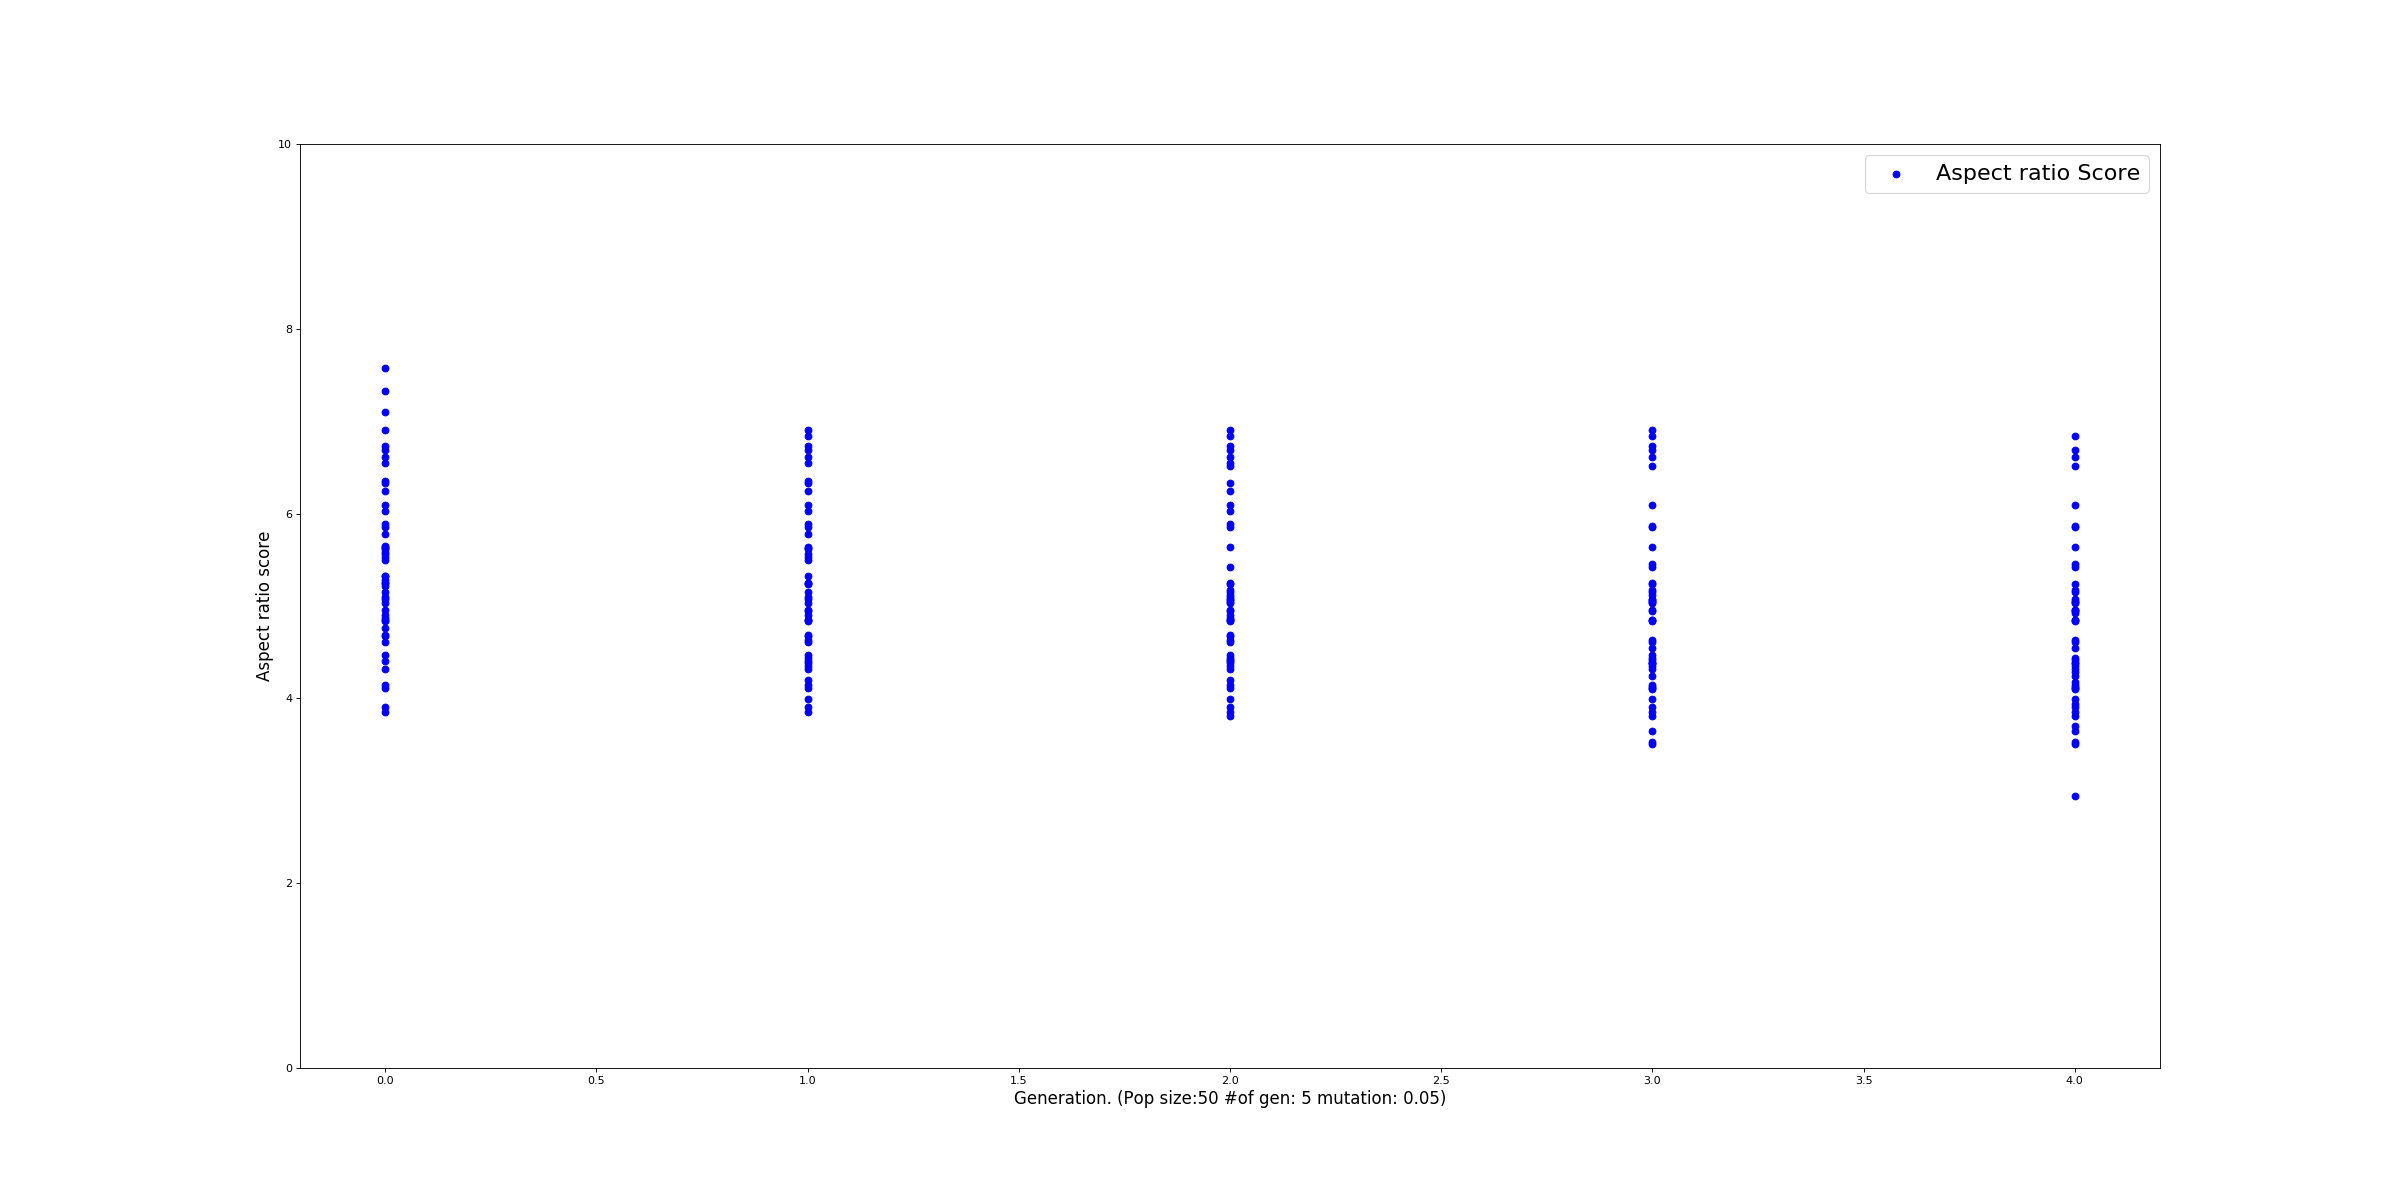 Aspect ratio Score
Aspect ratio score
10
8
6
4
2
0
0.0 0.5 1.0 1.5 2.0 2.5 3.0 3.5 4.0
Generation. (Pop size:50 #of gen: 5 mutation: 0.05)